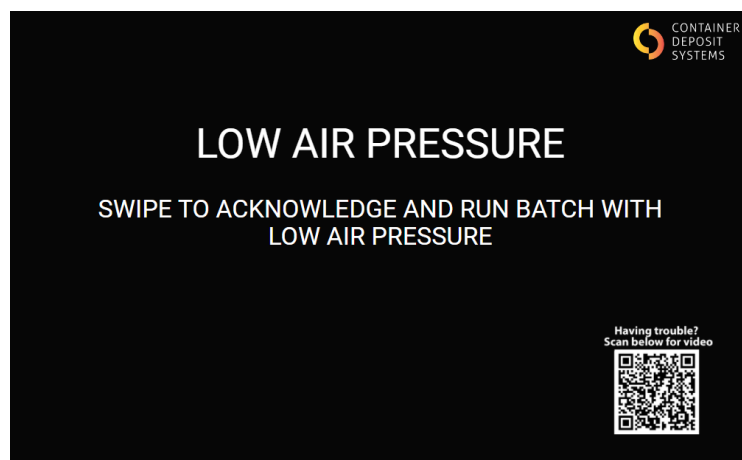 CONTAINER
DEPOSIT
SYSTEMS
LOW AIR PRESSURE
SWIPE TO ACKNOWLEDGE AND RUN BATCH WITH
LOW AIR PRESSURE
Having trouble?
Scan below for video